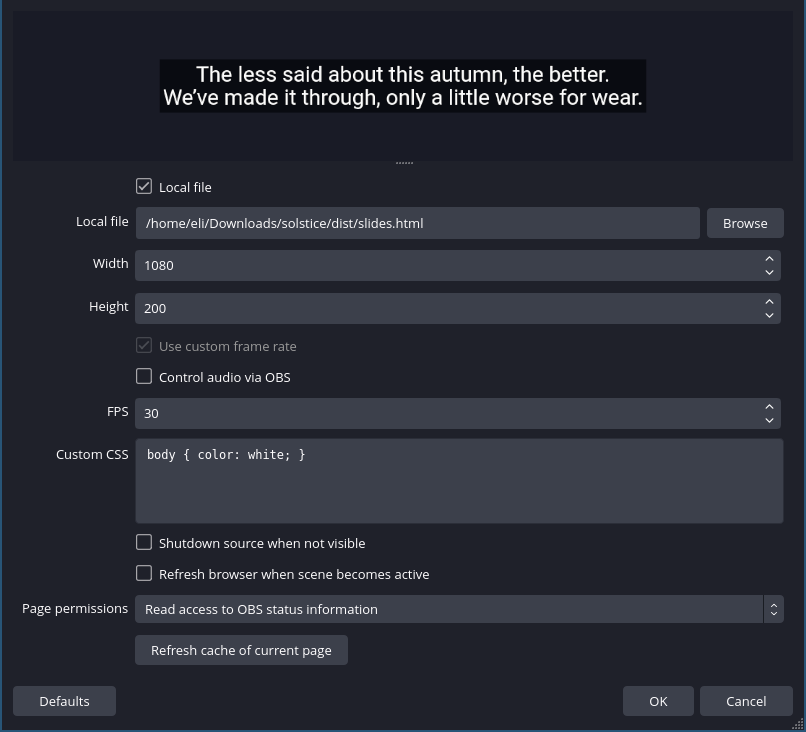 The less said about this autumn, the better.
We’ve made it through, only a little worse for wear.
Local file
Local file
/home/eli/Downloads/solstice/dist/slides.html
Browse
Width
1080
Height
200
Use custom frame rate
Control audio via OBS
FPS
30
Custom CSS
body { color: white; }
Shutdown source when not visible
Refresh browser when scene becomes active
Page permissions
Read access to OBS status information
Refresh cache of current page
Defaults
OK
Cancel